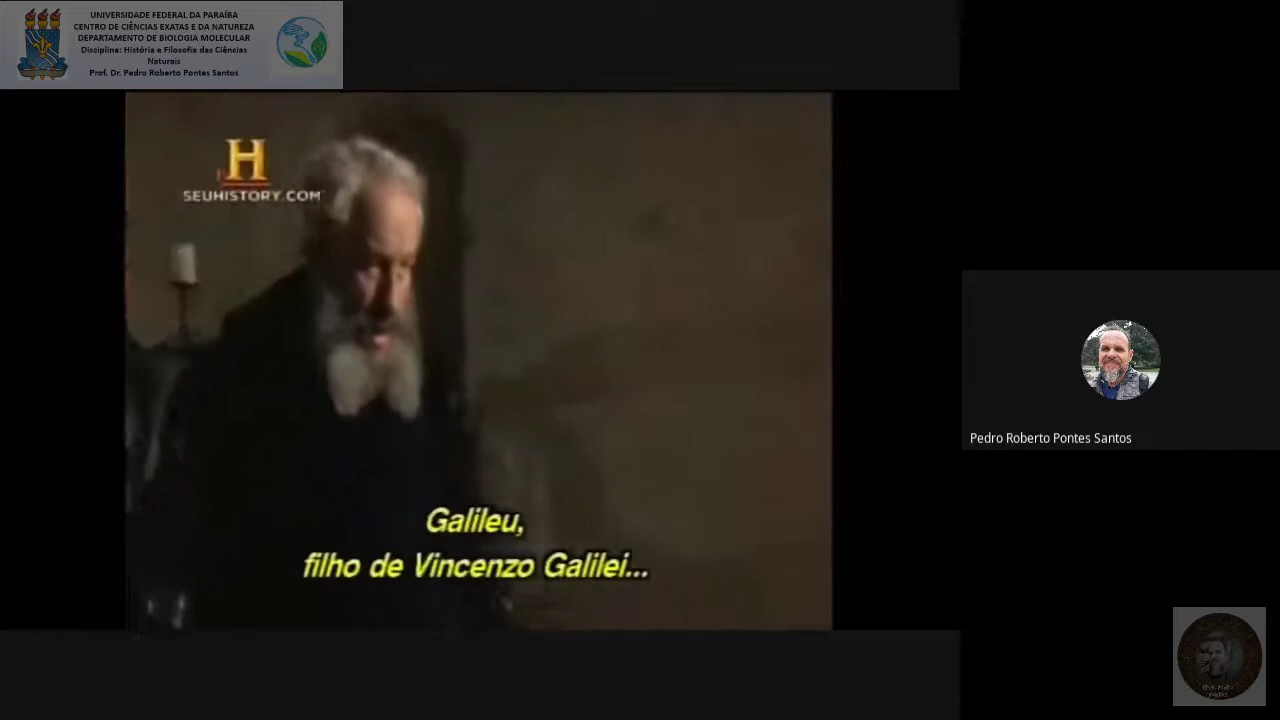 UNIVERSIDADE FEDERAL DA PARAÍBA
CENTRO DE CIÊNCIAS EXATAS E DA NATUREZA
DEPARTAMENTO DE BIOLOGIA MOLECULAR
Disciplina: História e Filosofia das Ciências
Naturais
Prof. Dr. Pedro Roberto Pontes Santos
H
SEUHISTORY.COM
Galileu,
filho de Vincenzo Galilei...
Pedro Roberto Pontes Santos